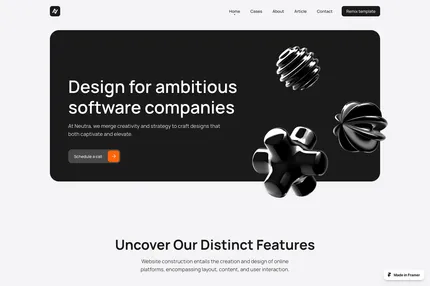 Home
Cases
About
Article
Contact
Remix template
Design for ambitious
software companies
At Neutra, we merge creativity and strategy to craft designs that
both captivate and elevate.
Schedule a call
Uncover Our Distinct Features
Website construction entails the creation and design of online
platforms, encompassing layout, content, and user interaction.
Made in Framer